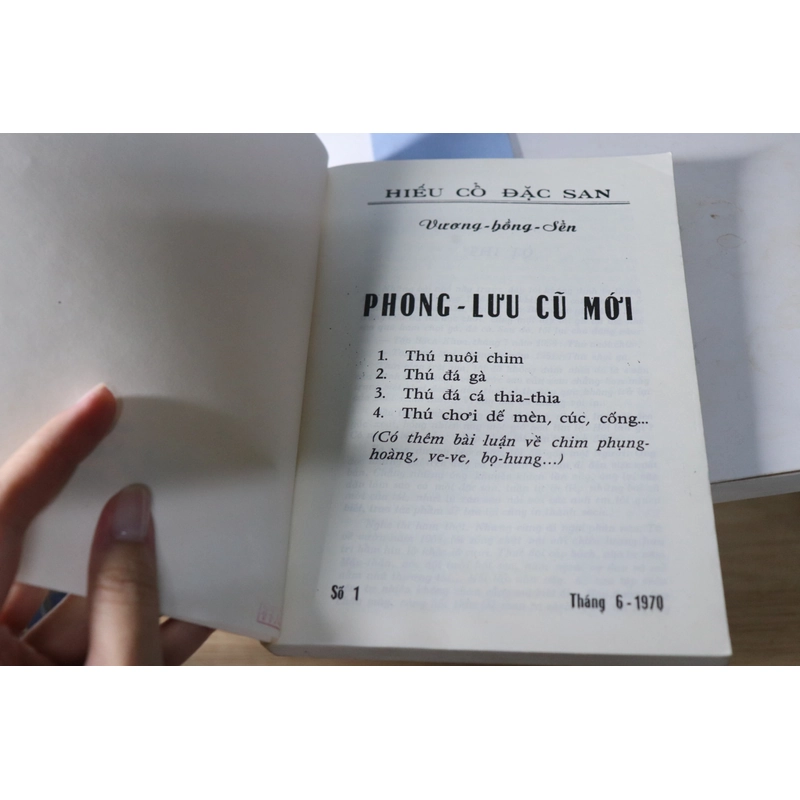 HIẾU CỔ ĐẶC SAN
Vương-hồng-Sển
PHONG-LƯU CŨ MỚI
1. Thú nuôi chim
2. Thú đá gà
3. Thú đá cá thia-thia
4. Thú chơi dế mèn, cúc, cống...
(Có thêm bài luận về chim phụng-
hoàng, ve-ve, bọ-hung...)
Số 1
Tháng 6-1970